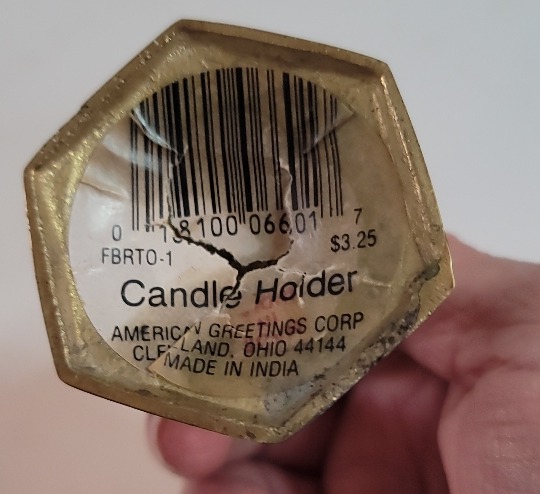 0 18100 06601 7
FBRTO-1 $3.25
Candle Holder
AMERICAN GREETINGS CORP
CLEVELAND, OHIO 44144
MADE IN INDIA